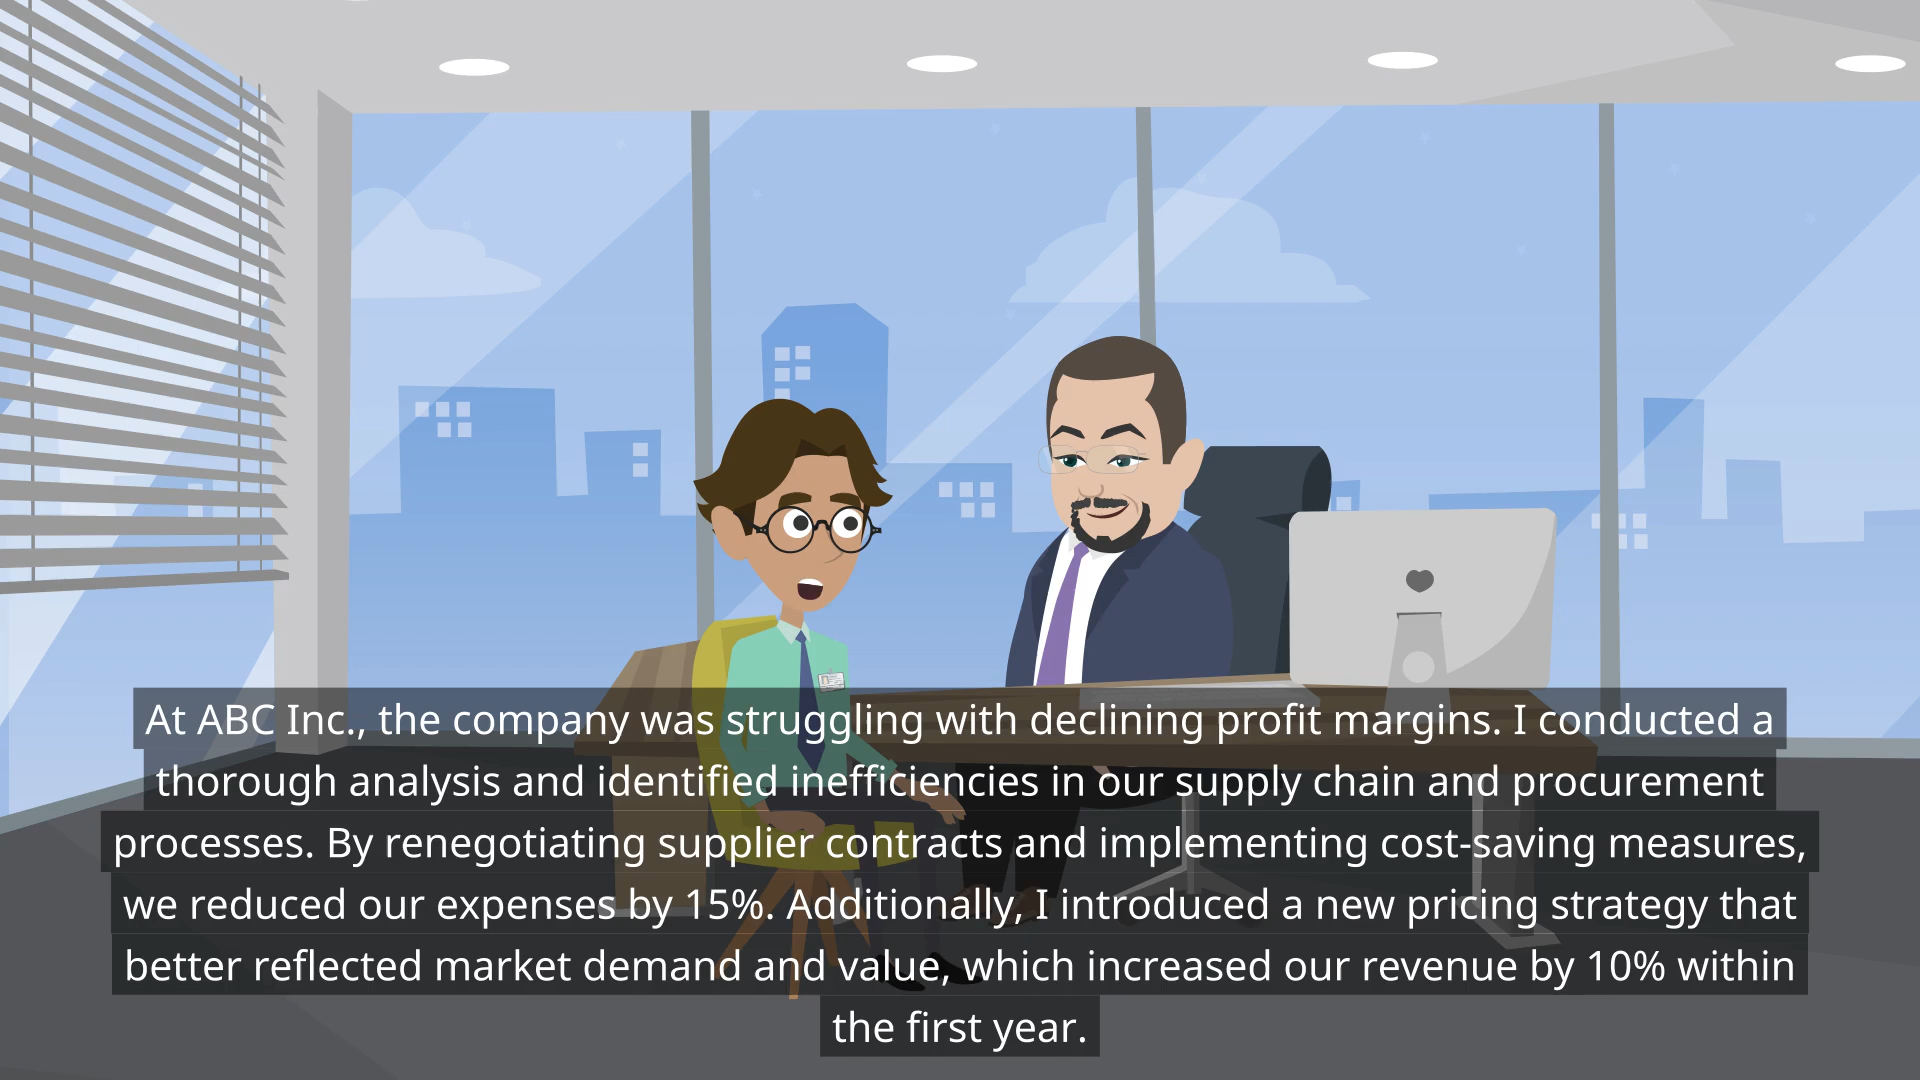 At ABC Inc., the company was struggling with declining profit margins. I conducted a
thorough analysis and identified inefficiencies in our supply chain and procurement
processes. By renegotiating supplier contracts and implementing cost-saving measures,
we reduced our expenses by 15%. Additionally, I introduced a new pricing strategy that
better reflected market demand and value, which increased our revenue by 10% within
the first year.